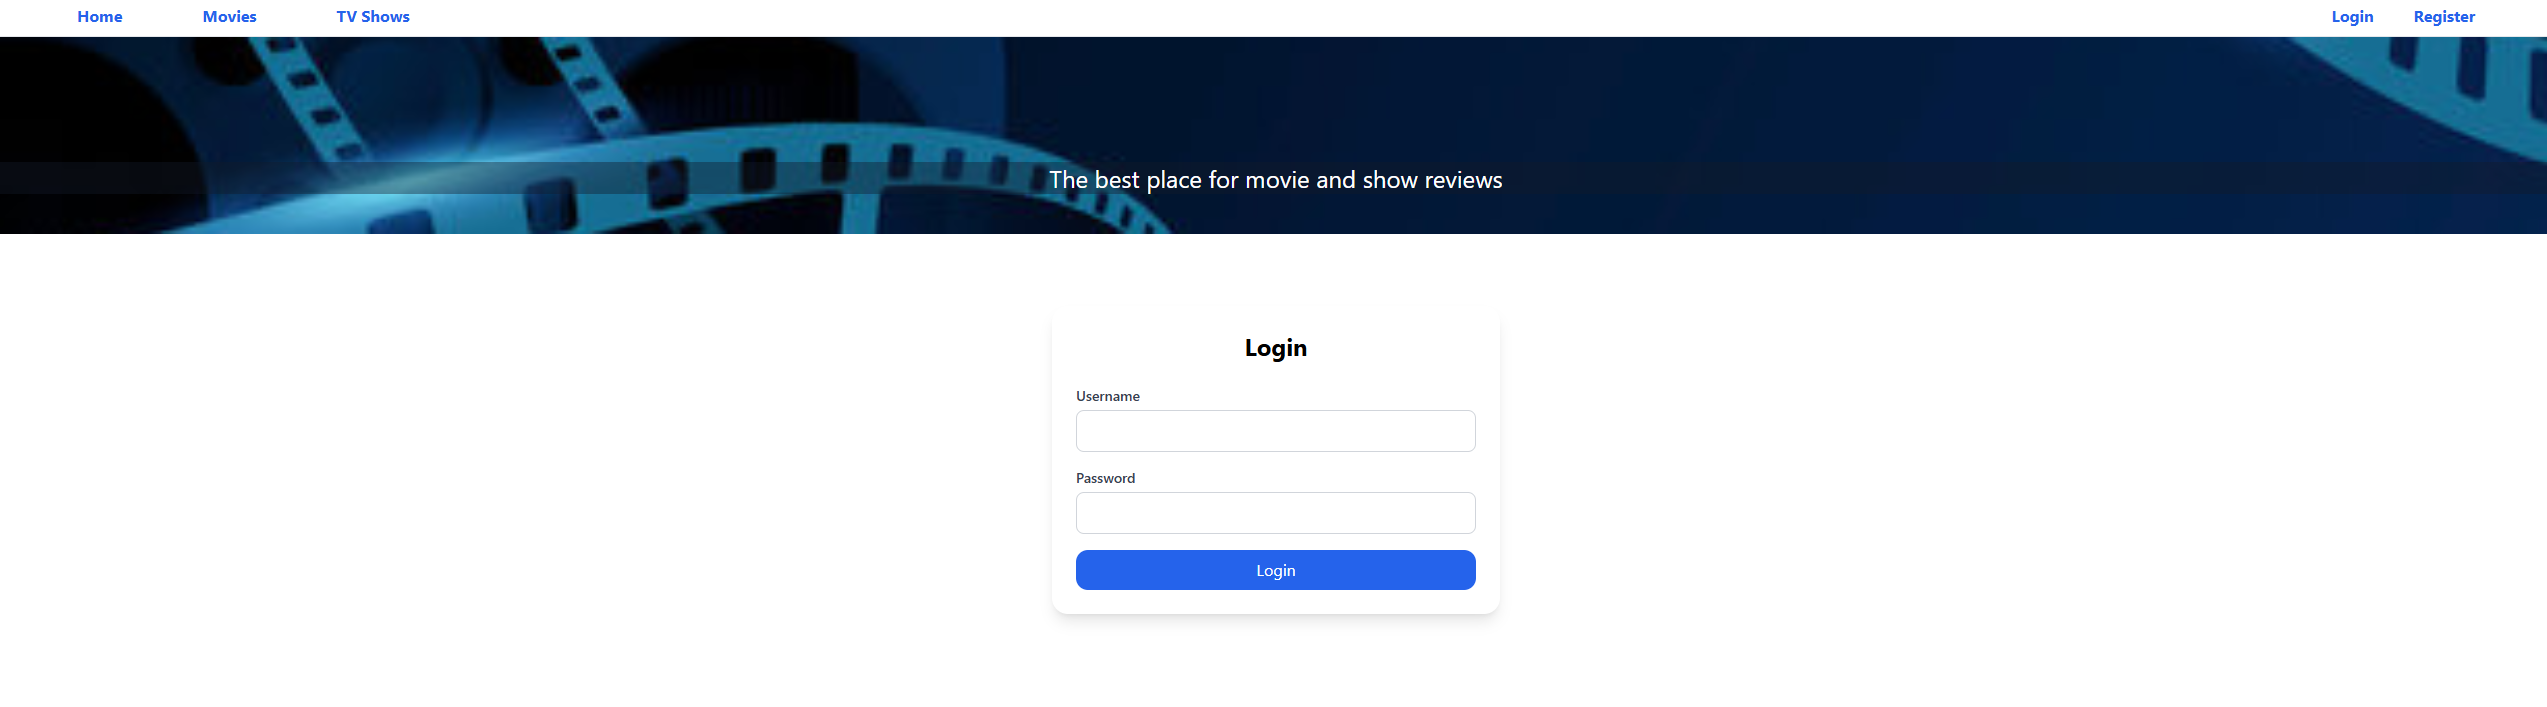 Home Movies TV Shows Login Register
The best place for movie and show reviews
Login
Username
Password
Login